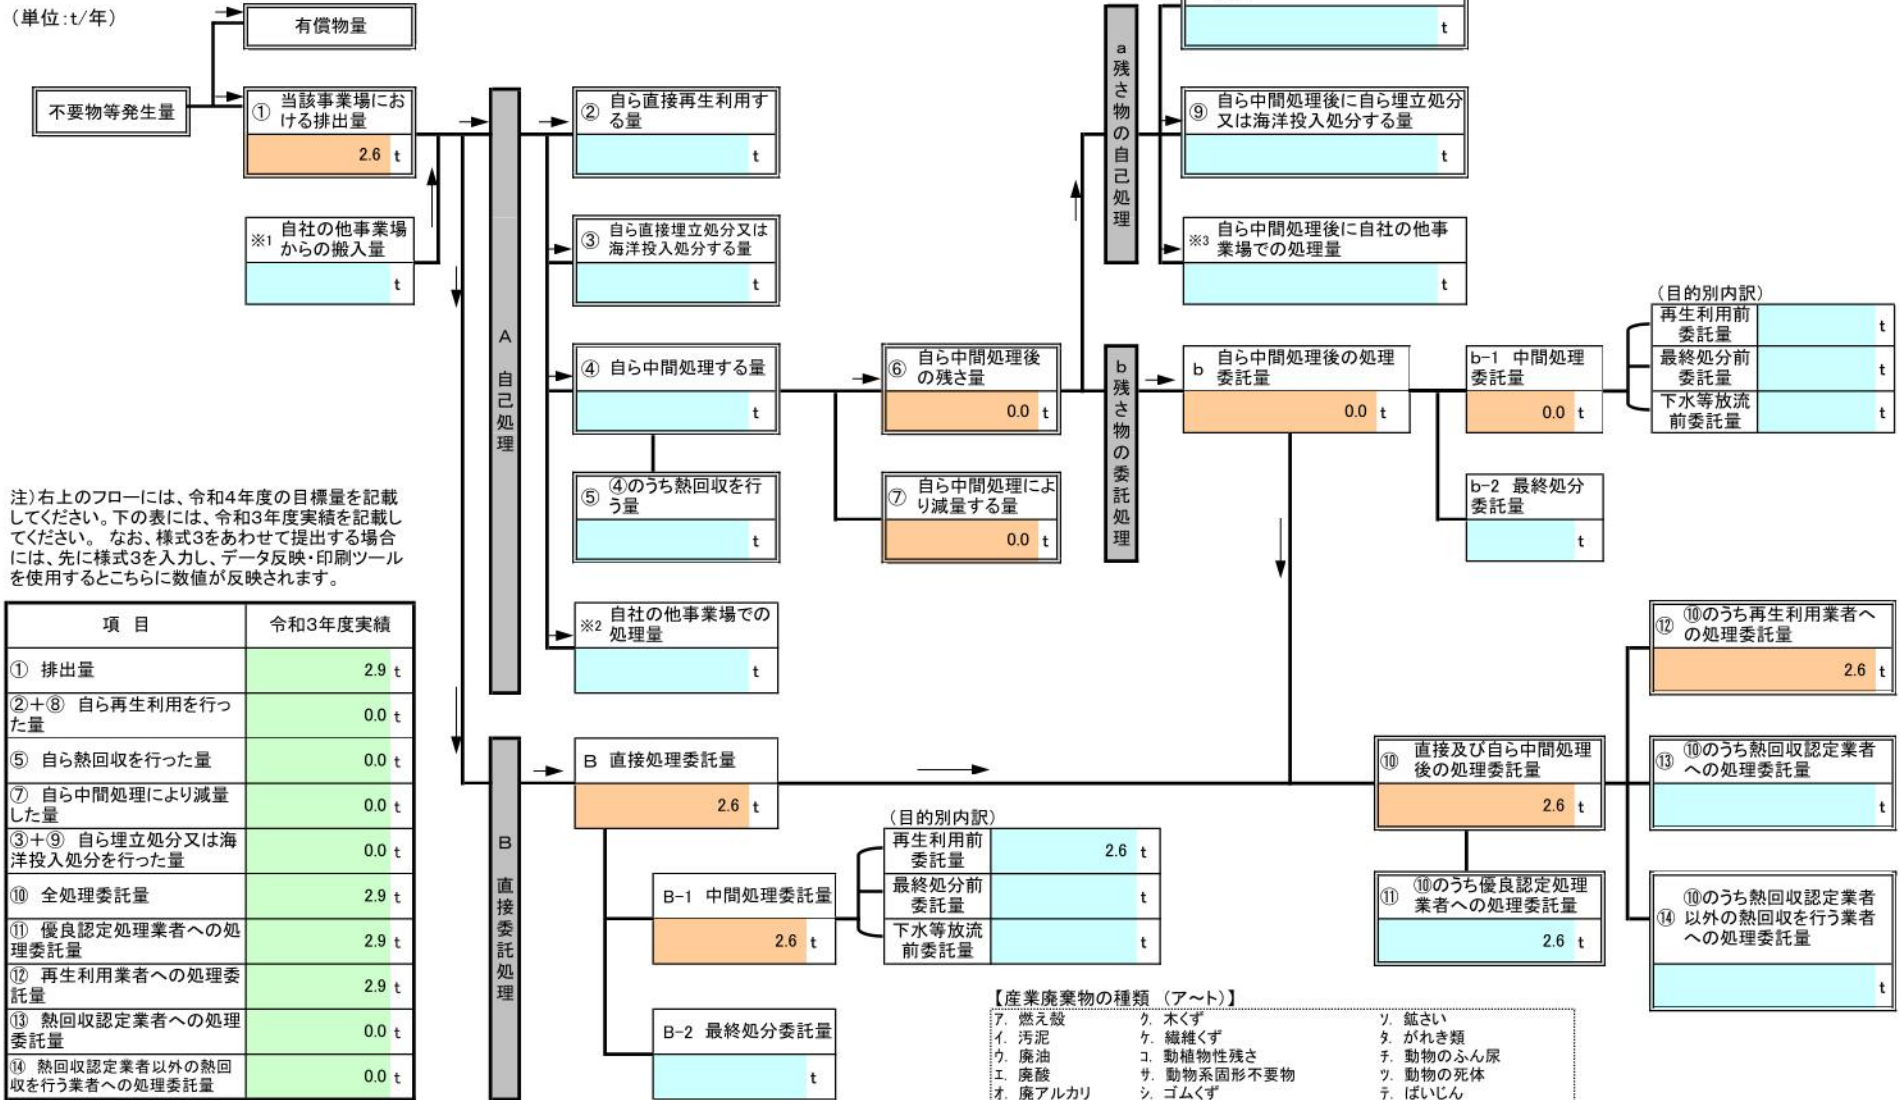 (単位:t/年)
有償物量
不要物等発生量
① 当該事業場にお
ける排出量
2.6 t
※1 自社の他事業場
からの搬入量
t
A 自己処理
② 自ら直接再生利用す
る量
t
③ 自ら直接埋立処分又は
海洋投入処分する量
t
④ 自ら中間処理する量
t
⑤ ④のうち熱回収を行
う量
t
※2 自社の他事業場での
処理量
t
⑥ 自ら中間処理後
の残さ量
0.0 t
⑦ 自ら中間処理によ
り減量する量
0.0 t
a 残さ物の自己処理
t
⑨ 自ら中間処理後に自ら埋立処分
又は海洋投入処分する量
t
※3 自ら中間処理後に自社の他事
業場での処理量
t
b 残さ物の委託処理
b 自ら中間処理後の処理
委託量
0.0 t
b-1 中間処理
委託量
0.0 t
(目的別内訳)
再生利用前
委託量
t
最終処分前
委託量
t
下水等放流
前委託量
t
b-2 最終処分
委託量
t
注)右上のフローには、令和4年度の目標量を記載
してください。下の表には、令和3年度実績を記載し
てください。 なお、様式3をあわせて提出する場合
には、先に様式3を入力し、データ反映・印刷ツール
を使用するとこちらに数値が反映されます。
項 目 令和3年度実績
① 排出量 2.9 t
②+⑧ 自ら再生利用を行っ
た量 0.0 t
⑤ 自ら熱回収を行った量 0.0 t
⑦ 自ら中間処理により減量
した量 0.0 t
③+⑨ 自ら埋立処分又は海
洋投入処分を行った量 0.0 t
⑩ 全処理委託量 2.9 t
⑪ 優良認定処理業者への処
理委託量 2.9 t
⑫ 再生利用業者への処理委
託量 2.9 t
⑬ 熱回収認定業者への処理
委託量 0.0 t
⑭ 熱回収認定業者以外の熱回
収を行う業者への処理委託量 0.0 t
B 直接委託処理
B 直接処理委託量
2.6 t
B-1 中間処理委託量
2.6 t
(目的別内訳)
再生利用前
委託量
2.6 t
最終処分前
委託量
t
下水等放流
前委託量
t
B-2 最終処分委託量
t
⑩ 直接及び自ら中間処理
後の処理委託量
2.6 t
⑪ ⑩のうち優良認定処理
業者への処理委託量
2.6 t
⑫ ⑩のうち再生利用業者へ
の処理委託量
2.6 t
⑬ ⑩のうち熱回収認定業者
への処理委託量
t
⑭ ⑩のうち熱回収認定業者
以外の熱回収を行う業者
への処理委託量
t
【産業廃棄物の種類 (ア~ト)】
ア. 燃え殻 ク. 木くず ソ. 鉱さい
イ. 汚泥 ケ. 繊維くず タ. がれき類
ウ. 廃油 コ. 動植物性残さ チ. 動物のふん尿
エ. 廃酸 サ. 動物系固形不要物 ツ. 動物の死体
オ. 廃アルカリ シ. ゴムくず テ. ばいじん